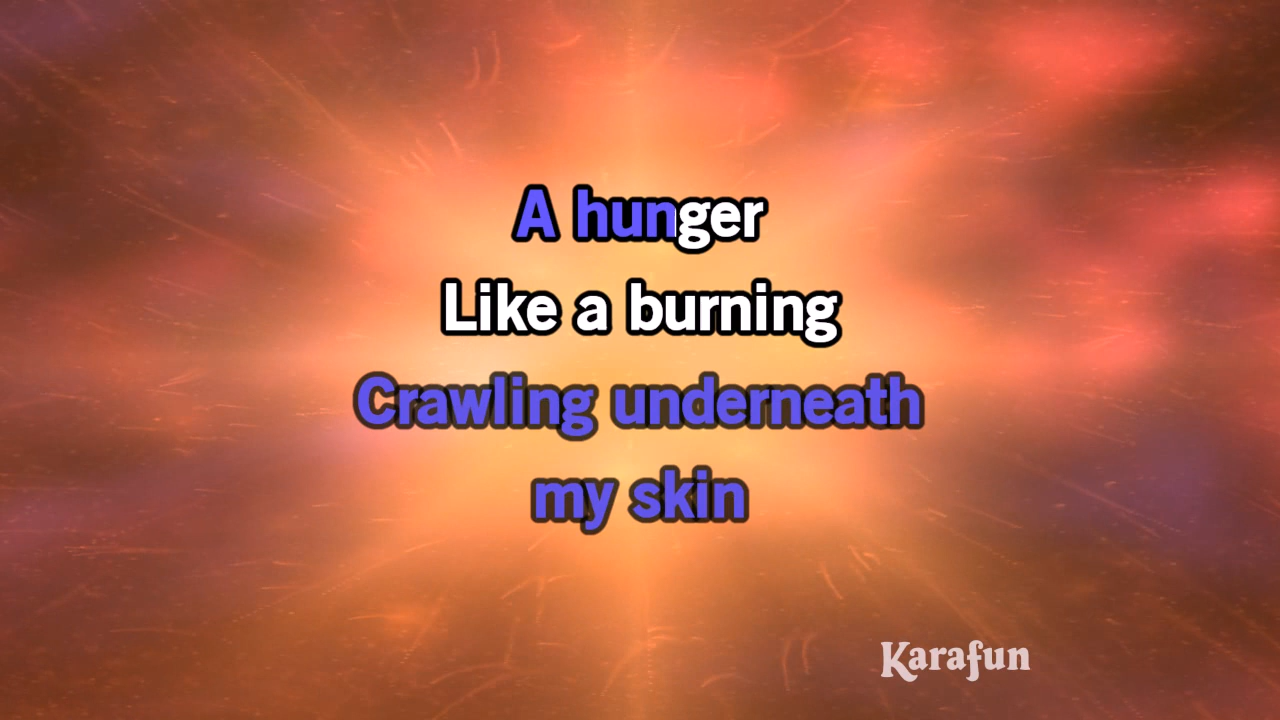 A hunger
Like a burning
Crawling underneath
my skin
Karafun